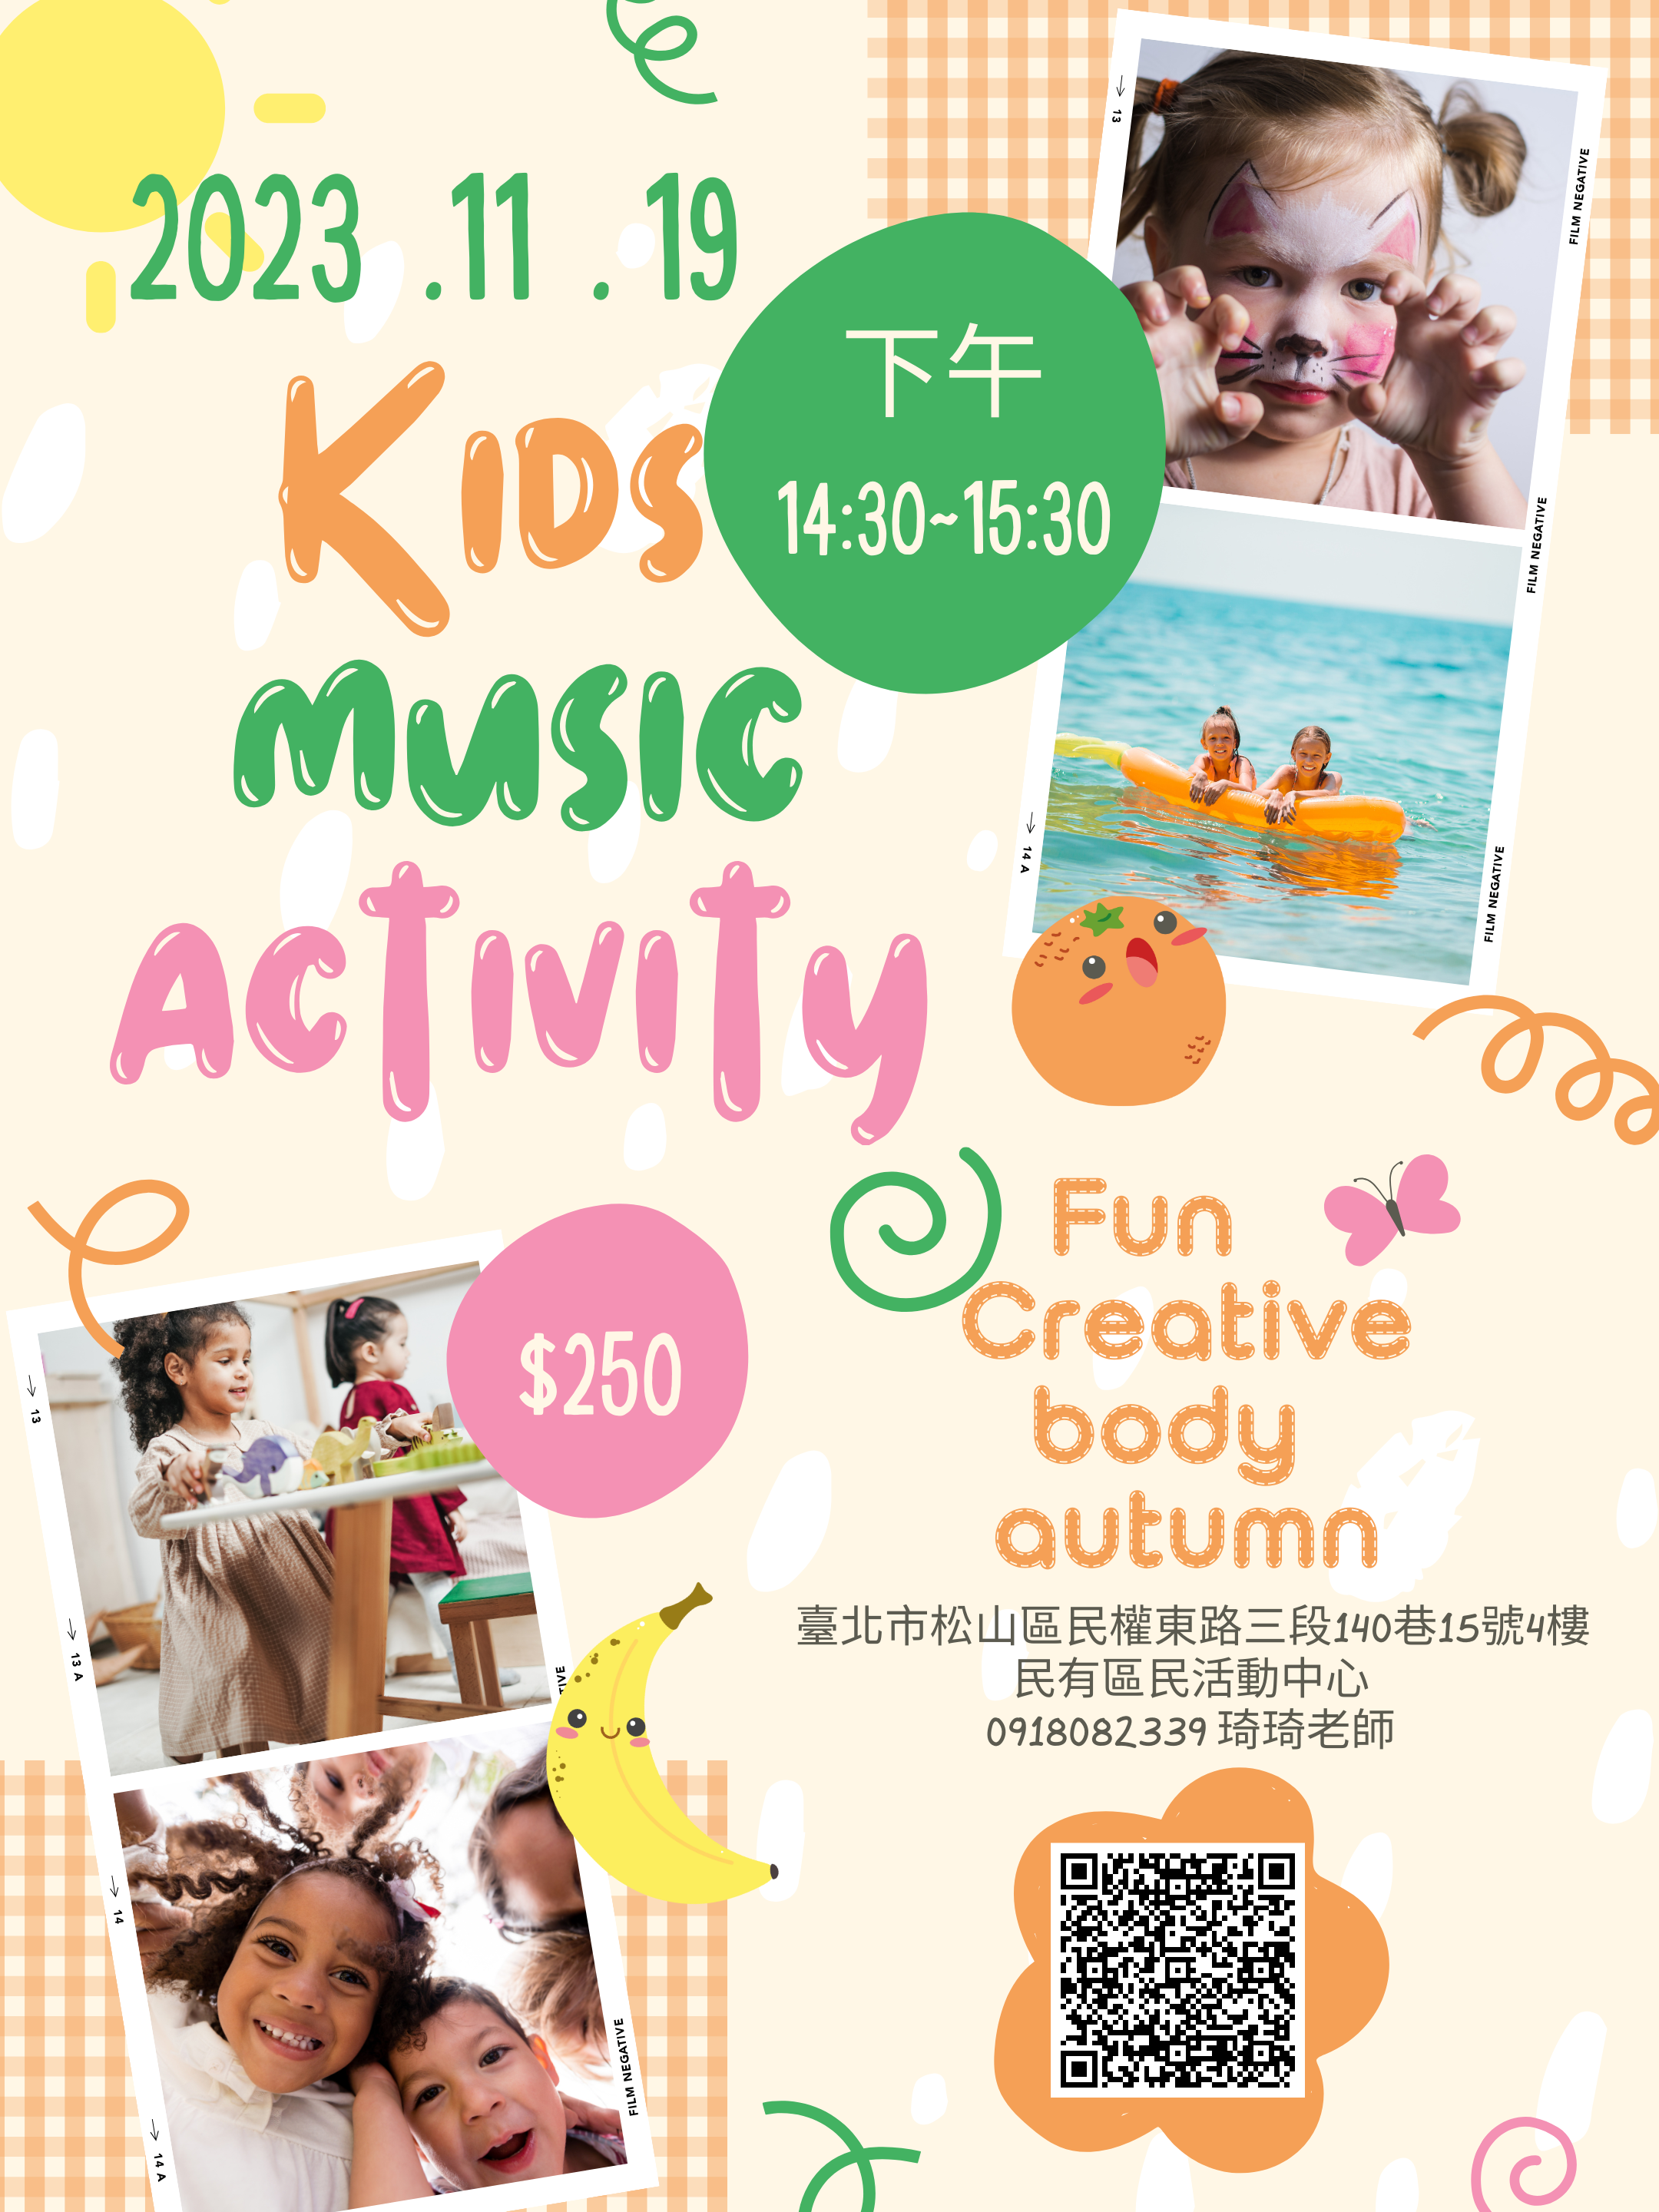 2023 .11 .19
下午
14:30~15:30
Kids
music
Activity
13
FILM NEGATIVE
FILM NEGATIVE
14 A
FILM NEGATIVE
Fun
Creative
body
autumn
$250
臺北市松山區民權東路三段140巷15號4樓
民有區民活動中心
0918082339 琦琦老師
13
13 A
TIVE
14
FILM NEGATIVE
14 A